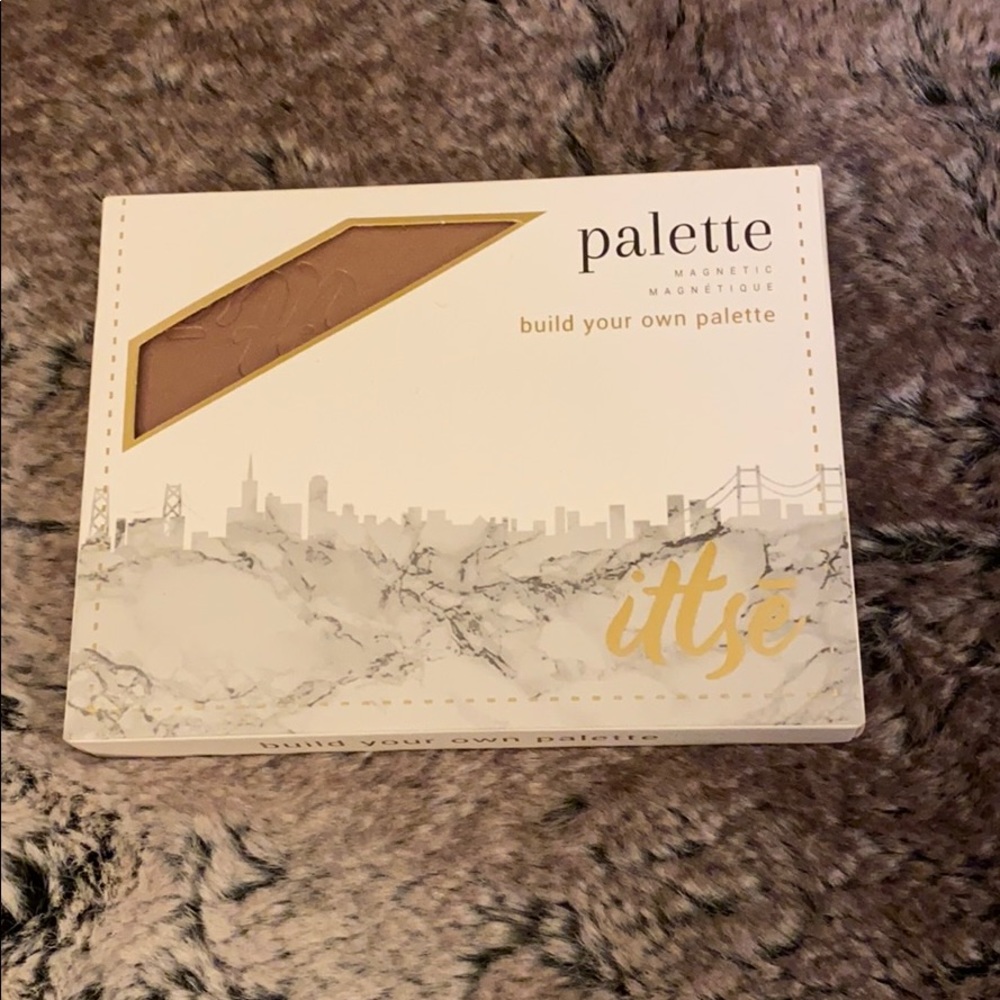 palette
MAGNETIC
MAGNÉTIQUE
build your own palette
ittsē
build your own palette